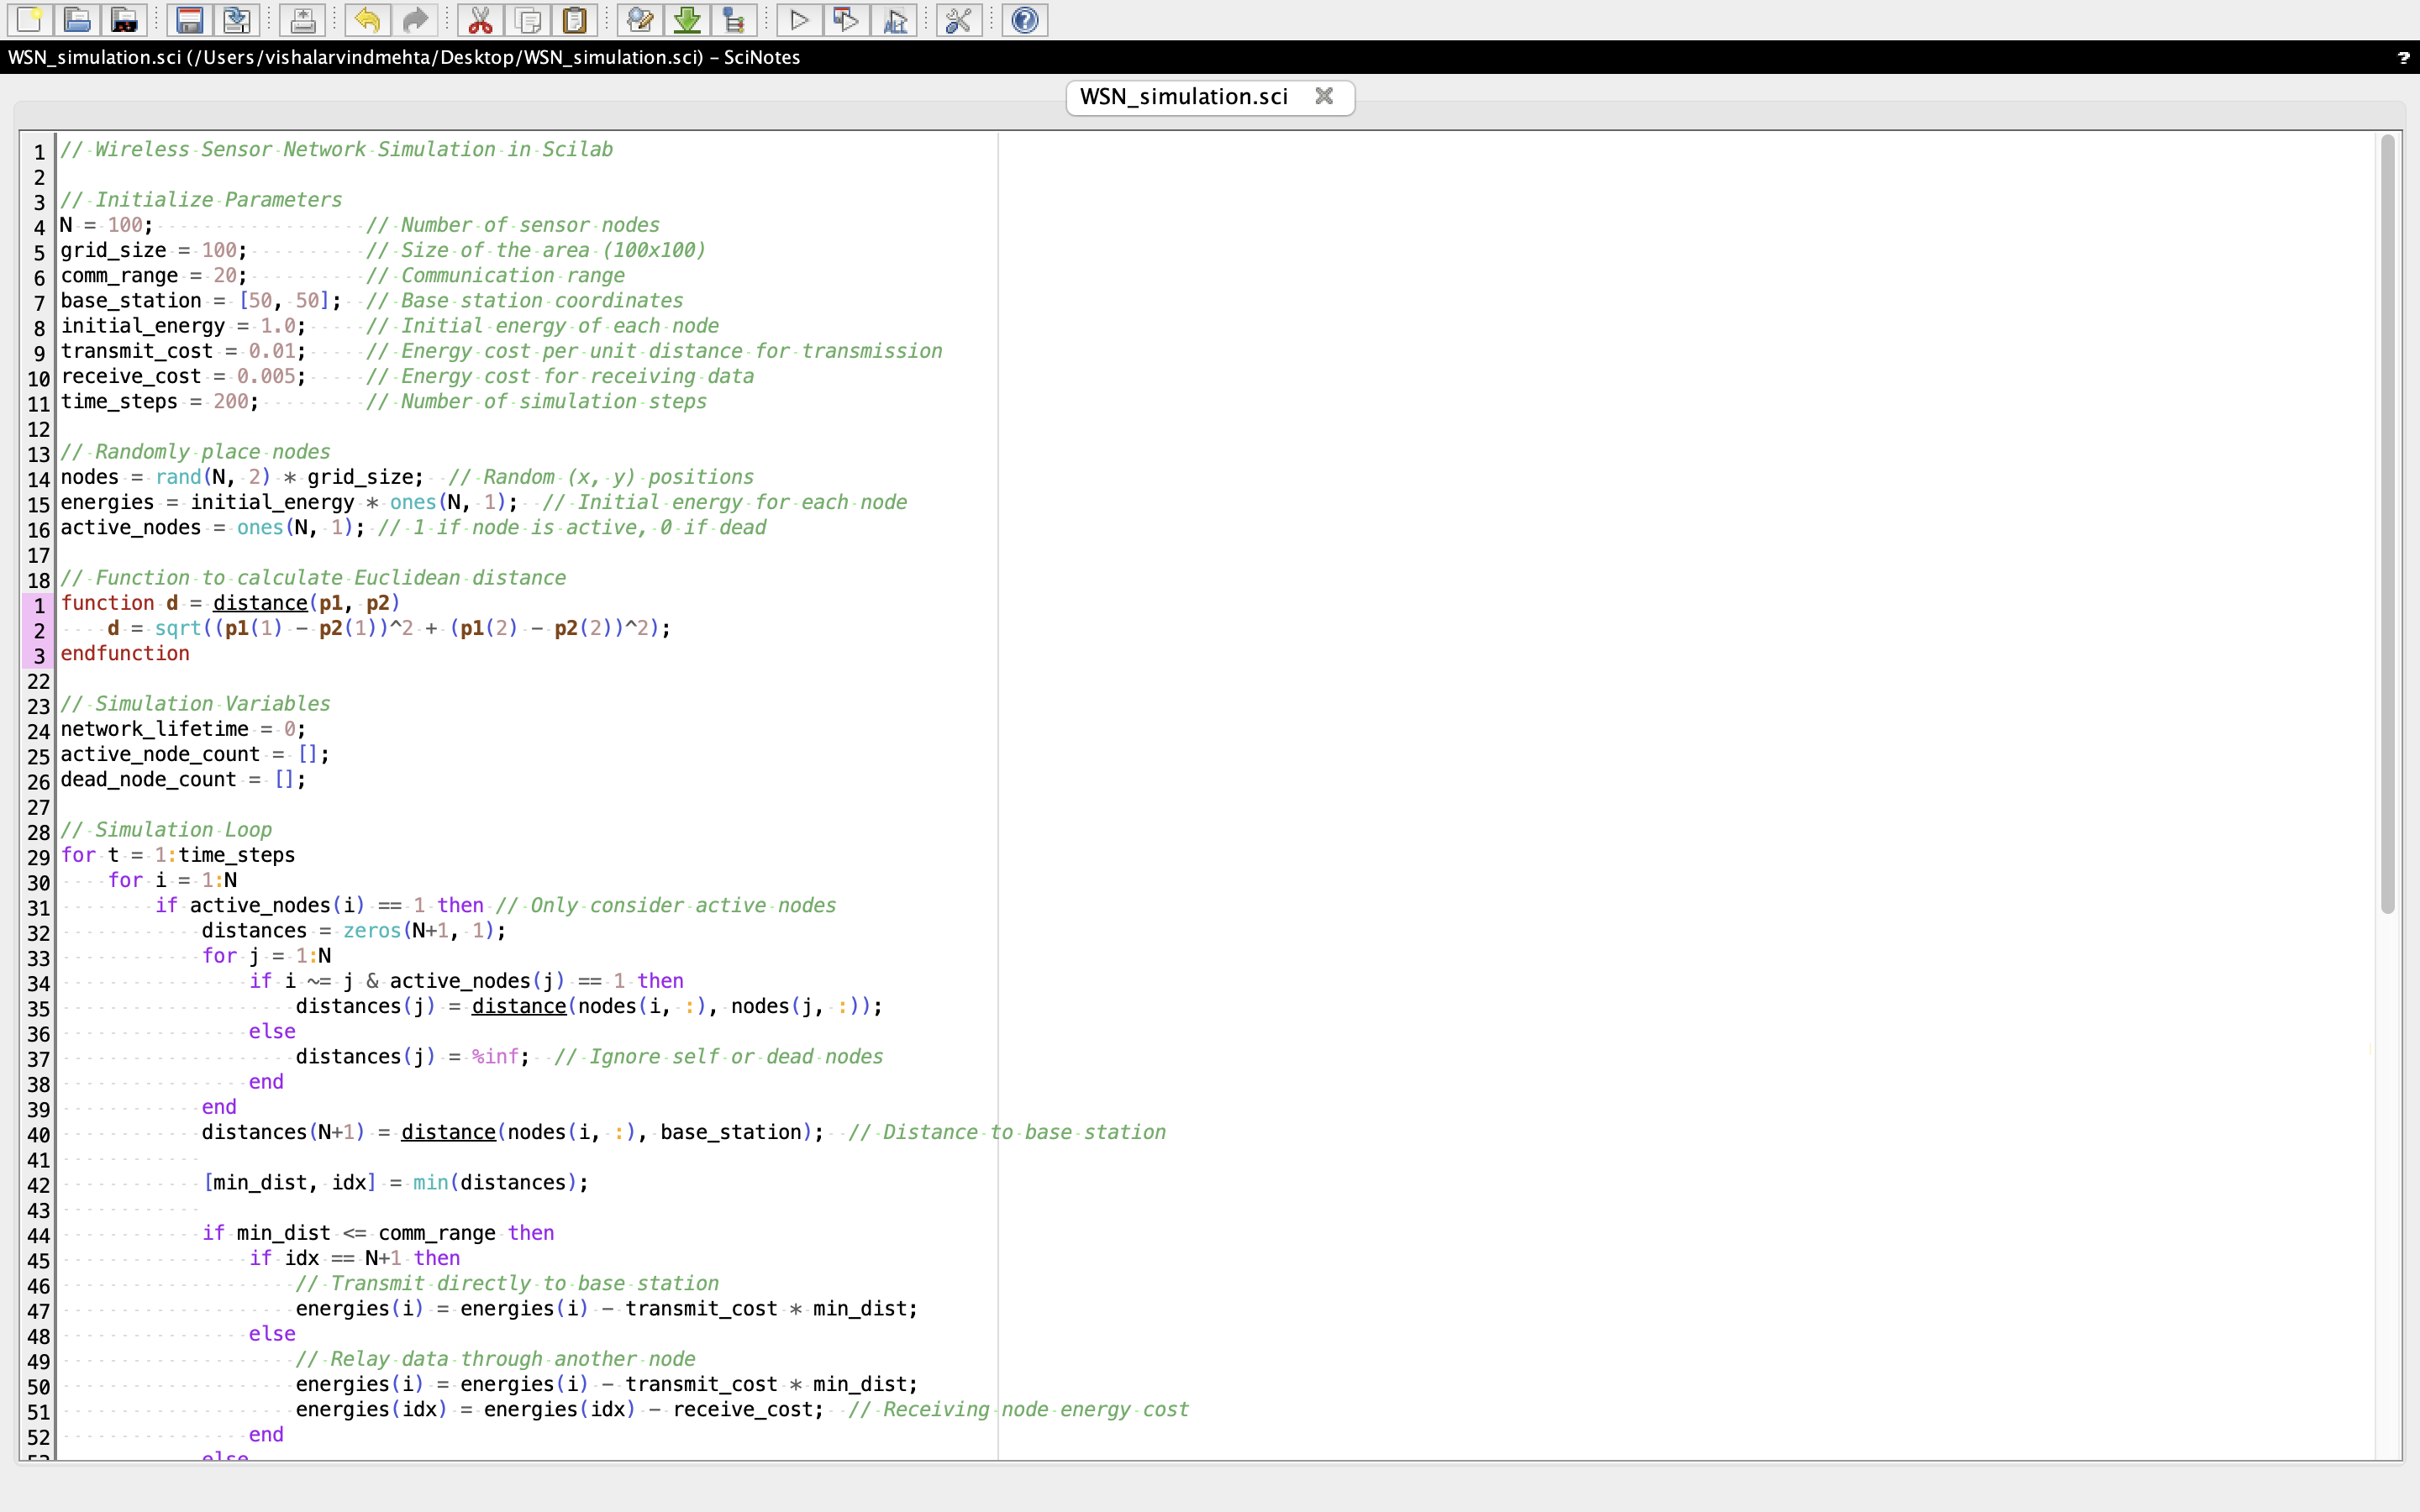 WSN_simulation.sci (/Users/vishalarvindmehta/Desktop/WSN_simulation.sci) – SciNotes
?
WSN_simulation.sci
1 // Wireless Sensor Network Simulation in Scilab
2
3 // Initialize Parameters
4 N = 100;                  // Number of sensor nodes
5 grid_size = 100;          // Size of the area (100x100)
6 comm_range = 20;          // Communication range
7 base_station = [50, 50];  // Base station coordinates
8 initial_energy = 1.0;     // Initial energy of each node
9 transmit_cost = 0.01;     // Energy cost per unit distance for transmission
10 receive_cost = 0.005;     // Energy cost for receiving data
11 time_steps = 200;         // Number of simulation steps
12
13 // Randomly place nodes
14 nodes = rand(N, 2) * grid_size;  // Random (x, y) positions
15 energies = initial_energy * ones(N, 1);  // Initial energy for each node
16 active_nodes = ones(N, 1); // 1 if node is active, 0 if dead
17
18 // Function to calculate Euclidean distance
1 function d = distance(p1, p2)
2     d = sqrt((p1(1) - p2(1))^2 + (p1(2) - p2(2))^2);
3 endfunction
22
23 // Simulation Variables
24 network_lifetime = 0;
25 active_node_count = [];
26 dead_node_count = [];
27
28 // Simulation Loop
29 for t = 1:time_steps
30     for i = 1:N
31         if active_nodes(i) == 1 then // Only consider active nodes
32             distances = zeros(N+1, 1);
33             for j = 1:N
34                 if i ~= j & active_nodes(j) == 1 then
35                     distances(j) = distance(nodes(i, :), nodes(j, :));
36                 else
37                     distances(j) = %inf;  // Ignore self or dead nodes
38                 end
39             end
40             distances(N+1) = distance(nodes(i, :), base_station);  // Distance to base station
41
42             [min_dist, idx] = min(distances);
43
44             if min_dist <= comm_range then
45                 if idx == N+1 then
46                     // Transmit directly to base station
47                     energies(i) = energies(i) - transmit_cost * min_dist;
48                 else
49                     // Relay data through another node
50                     energies(i) = energies(i) - transmit_cost * min_dist;
51                     energies(idx) = energies(idx) - receive_cost;  // Receiving node energy cost
52                 end
53             else